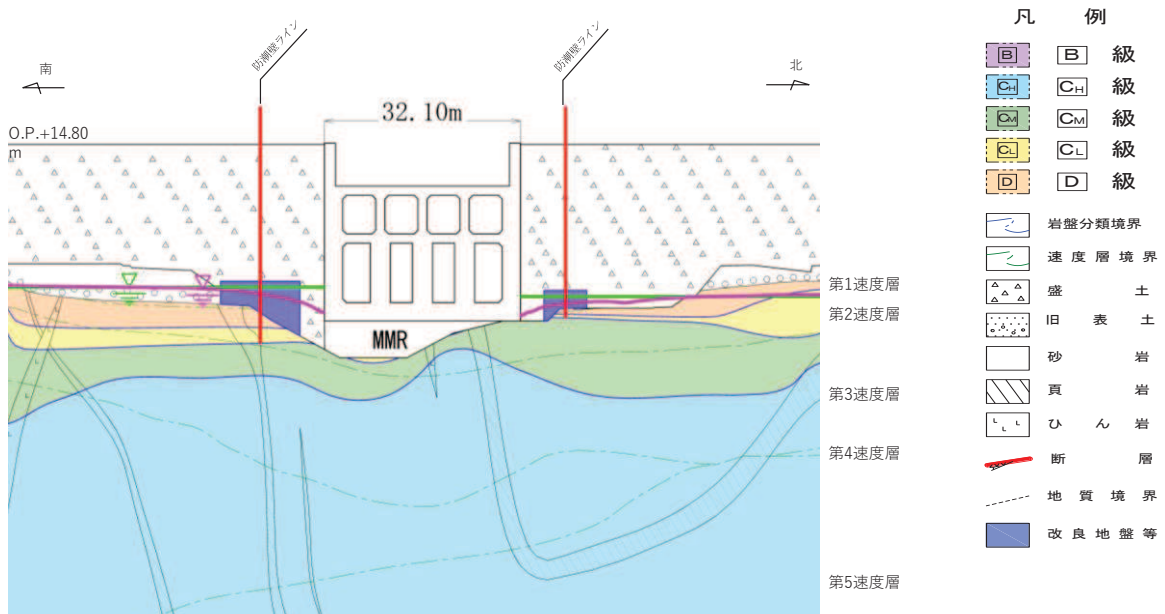 凡 例
南
防潮壁ライン
防潮壁ライン
北
32.10m
O.P.+14.80
m
MMR
第1速度層
第2速度層
第3速度層
第4速度層
第5速度層
B B 級
CH CH 級
CM CM 級
CL CL 級
D D 級
岩盤分類境界
速度層境界
盛土
旧表土
砂岩
頁岩
ひん岩
断層
地質境界
改良地盤等